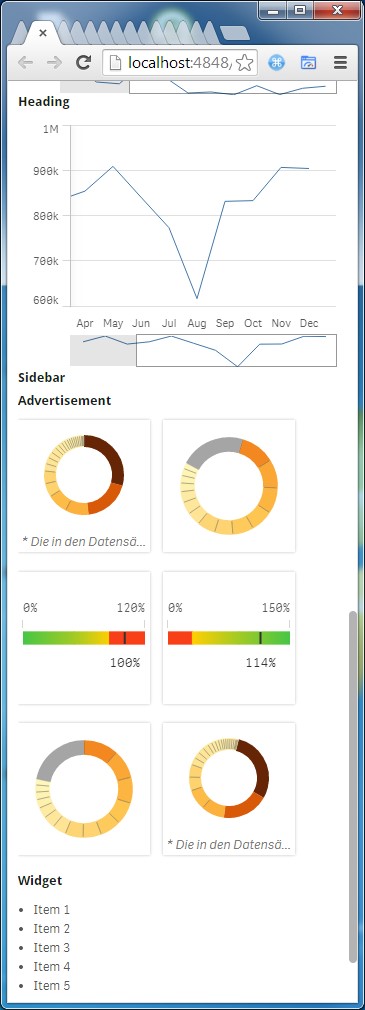 localhost:4848/
Heading
1M
900k
800k
700k
600k
Apr May Jun Jul Aug Sep Oct Nov Dec
Sidebar
Advertisement
* Die in den Datensä...
0% 120% 0% 150%
100% 114%
* Die in den Datensä...
Widget
• Item 1
• Item 2
• Item 3
• Item 4
• Item 5